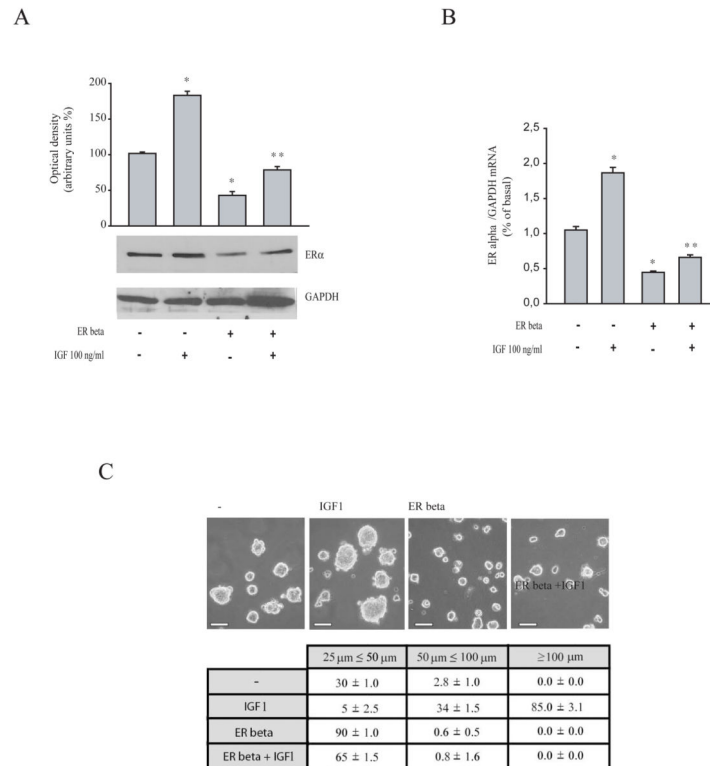 A
B
200
150
100
50
0
Optical density
(arbitrary units %)
*
*
**
ERα
GAPDH
ER beta - - + +
IGF 100 ng/ml - + - +
2,5
2,0
1,5
1,0
0,5
0,0
ER alpha /GAPDH mRNA
(% of basal)
*
*
**
ER beta - - + +
IGF 100 ng/ml - + - +
C
- IGF1 ER beta
ER beta +IGF1
25 µm ≤ 50 µm 50 µm ≤ 100 µm ≥100 µm
- 30 ± 1.0 2.8 ± 1.0 0.0 ± 0.0
IGF1 5 ± 2.5 34 ± 1.5 85.0 ± 3.1
ER beta 90 ± 1.0 0.6 ± 0.5 0.0 ± 0.0
ER beta + IGF1 65 ± 1.5 0.8 ± 1.6 0.0 ± 0.0